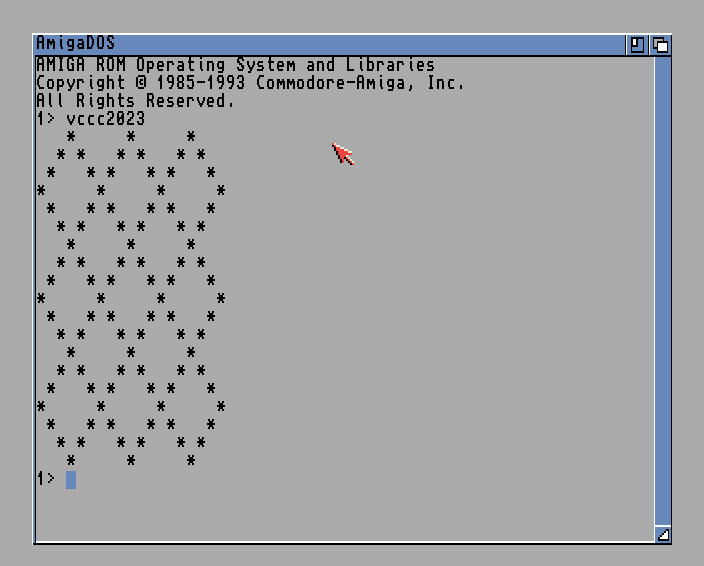 AmigaDOS
AMIGA ROM Operating System and Libraries
Copyright © 1985-1993 Commodore-Amiga, Inc.
All Rights Reserved.
1> vccc2023
   *     *     *
  * *   * *   * *
 *   * *   * *   *
*     *     *     *
 *   * *   * *   *
  * *   * *   * *
   *     *     *
  * *   * *   * *
 *   * *   * *   *
*     *     *     *
 *   * *   * *   *
  * *   * *   * *
   *     *     *
  * *   * *   * *
 *   * *   * *   *
*     *     *     *
 *   * *   * *   *
  * *   * *   * *
   *     *     *
1>